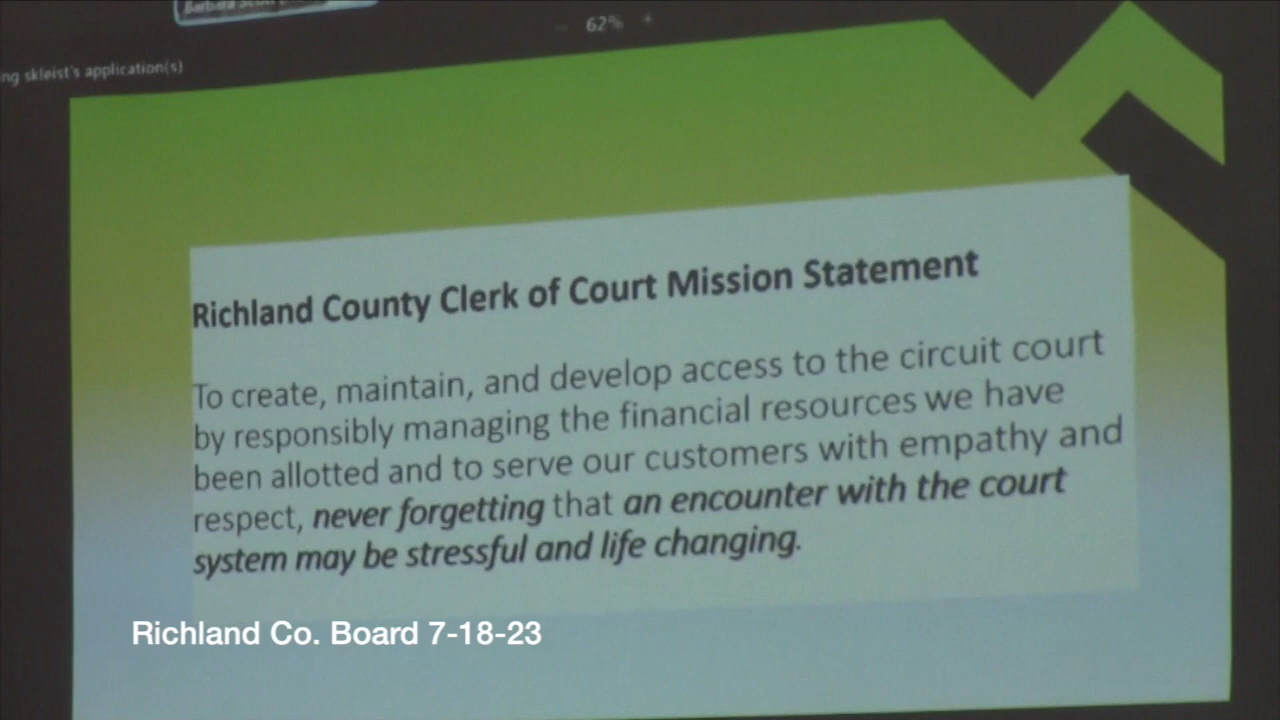 Barbara Scott
62%
ng skleist's application(s)
Richland County Clerk of Court Mission Statement
To create, maintain, and develop access to the circuit court
by responsibly managing the financial resources we have
been allotted and to serve our customers with empathy and
respect, never forgetting that an encounter with the court
system may be stressful and life changing.
Richland Co. Board 7-18-23